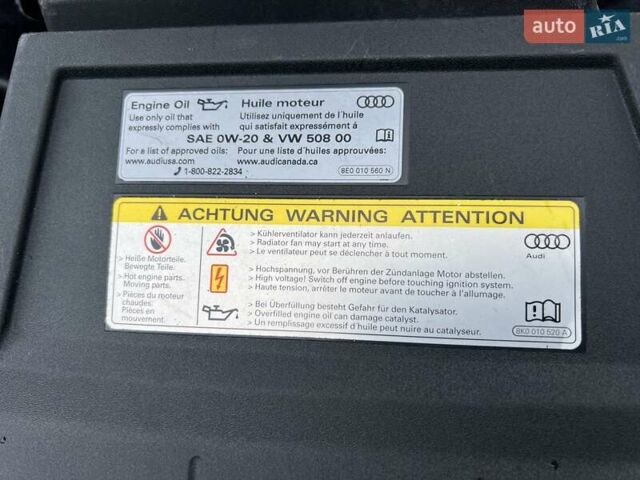 auto RIA.com
Engine Oil Huile moteur
Use only oil that Utilisez uniquement de l'huile
expressly complies with qui satisfait expressément à
SAE 0W-20 & VW 508 00
For a list of approved oils: Pour une liste d'huiles approuvées:
www.audiusa.com www.audicanada.ca
1-800-822-2834 8E0 010 560 N
ACHTUNG WARNING ATTENTION
> Heiße Motorteile.
Bewegte Teile.
> Hot engine parts.
Moving parts.
> Pièces du moteur
chaudes.
Pièces en
mouvement.
> Kühlerventilator kann jederzeit anlaufen.
> Radiator fan may start at any time.
> Le ventilateur peut se déclencher à tout moment.
> Hochspannung, vor Berühren der Zündanlage Motor abstellen.
> High voltage! Switch off engine before touching ignition system.
> Haute tension, arrêter le moteur avant de toucher à l'allumage.
> Bei Überfüllung besteht Gefahr für den Katalysator.
> Overfilled engine oil can damage catalyst.
> Un remplissage excessif d'huile peut nuire au catalyseur.
Audi
8K0 010 520 A